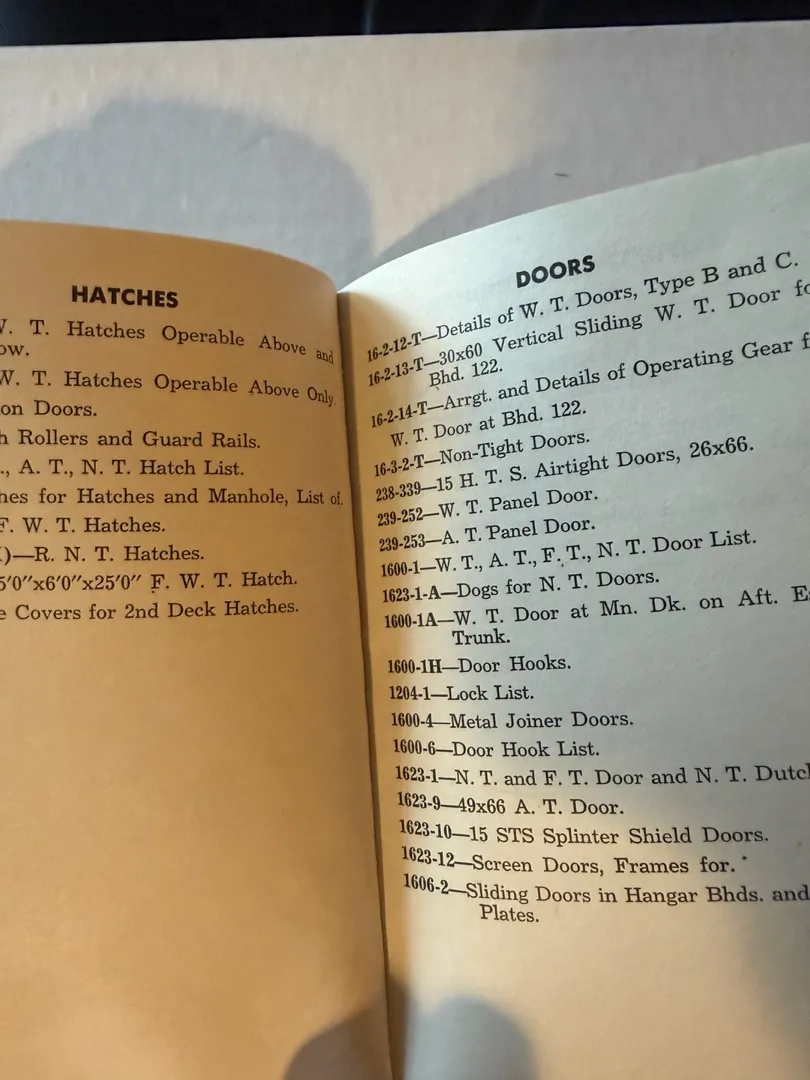 HATCHES
W. T. Hatches Operable Above and
W. T. Hatches Operable Above Only.
on Doors.
Rollers and Guard Rails.
A. T., N. T. Hatch List.
for Hatches and Manhole, List of.
F. W. T. Hatches.
)—R. N. T. Hatches.
5'0"x6'0"x25'0" F. W. T. Hatch.
Covers for 2nd Deck Hatches.
DOORS
16-2-12-T—Details of W. T. Doors, Type B and C.
16-2-13-T—30x60 Vertical Sliding W. T. Door
Bhd. 122.
16-2-14-T—Arrgt. and Details of Operating Gear
W. T. Door at Bhd. 122.
16-3-2-T—Non-Tight Doors.
238-339—15 H. T. S. Airtight Doors, 26x66.
239-252—W. T. Panel Door.
239-253—A. T. Panel Door.
1600-1—W. T., A. T., F. T., N. T. Door List.
1623-1-A—Dogs for N. T. Doors.
1600-1A—W. T. Door at Mn. Dk. on Aft.
Trunk.
1600-1H—Door Hooks.
1204-1—Lock List.
1600-4—Metal Joiner Doors.
1600-6—Door Hook List.
1623-1—N. T. and F. T. Door and N. T.
1623-9—49x66 A. T. Door.
1623-10—15 STS Splinter Shield Doors.
1623-12—Screen Doors, Frames for.
1606-2—Sliding Doors in Hangar Bhds. and
Plates.